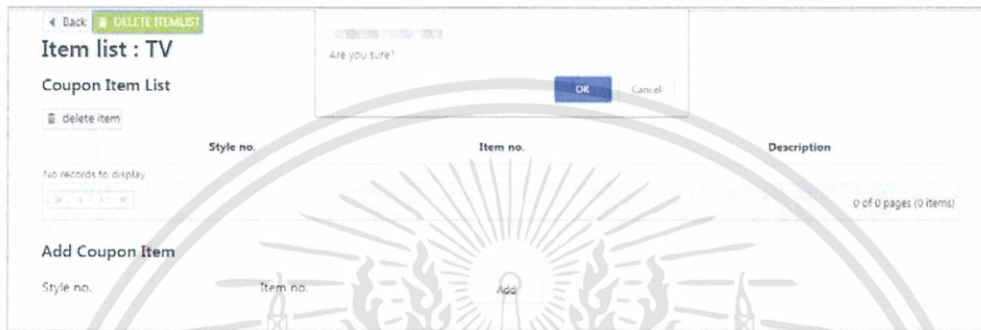 Back DELETE ITEMLIST
Item list : TV
Are you sure?
OK Cancel
Coupon Item List
delete item
Style no. Item no. Description
No records to display
0 of 0 pages (0 items)
Add Coupon Item
Style no. Item no. Add